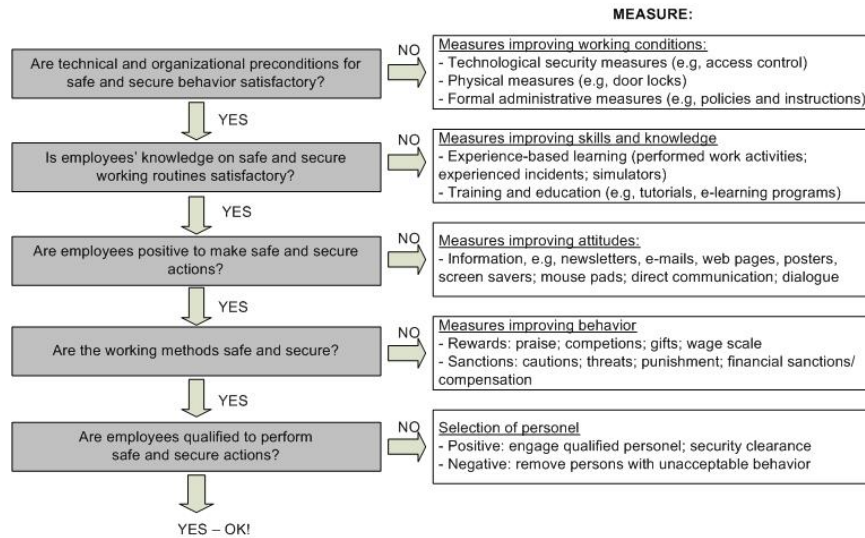 MEASURE:
Are technical and organizational preconditions for
safe and secure behavior satisfactory?
NO
Measures improving working conditions:
- Technological security measures (e.g, access control)
- Physical measures (e.g, door locks)
- Formal administrative measures (e.g, policies and instructions)
YES
Is employees' knowledge on safe and secure
working routines satisfactory?
NO
Measures improving skills and knowledge
- Experience-based learning (performed work activities;
experienced incidents; simulators)
- Training and education (e.g, tutorials, e-learning programs)
YES
Are employees positive to make safe and secure
actions?
NO
Measures improving attitudes:
- Information, e.g, newsletters, e-mails, web pages, posters,
screen savers; mouse pads; direct communication; dialogue
YES
Are the working methods safe and secure?
NO
Measures improving behavior
- Rewards: praise; competions; gifts; wage scale
- Sanctions: cautions; threats; punishment; financial sanctions/
compensation
YES
Are employees qualified to perform
safe and secure actions?
NO
Selection of personel
- Positive: engage qualified personel; security clearance
- Negative: remove persons with unacceptable behavior
YES – OK!